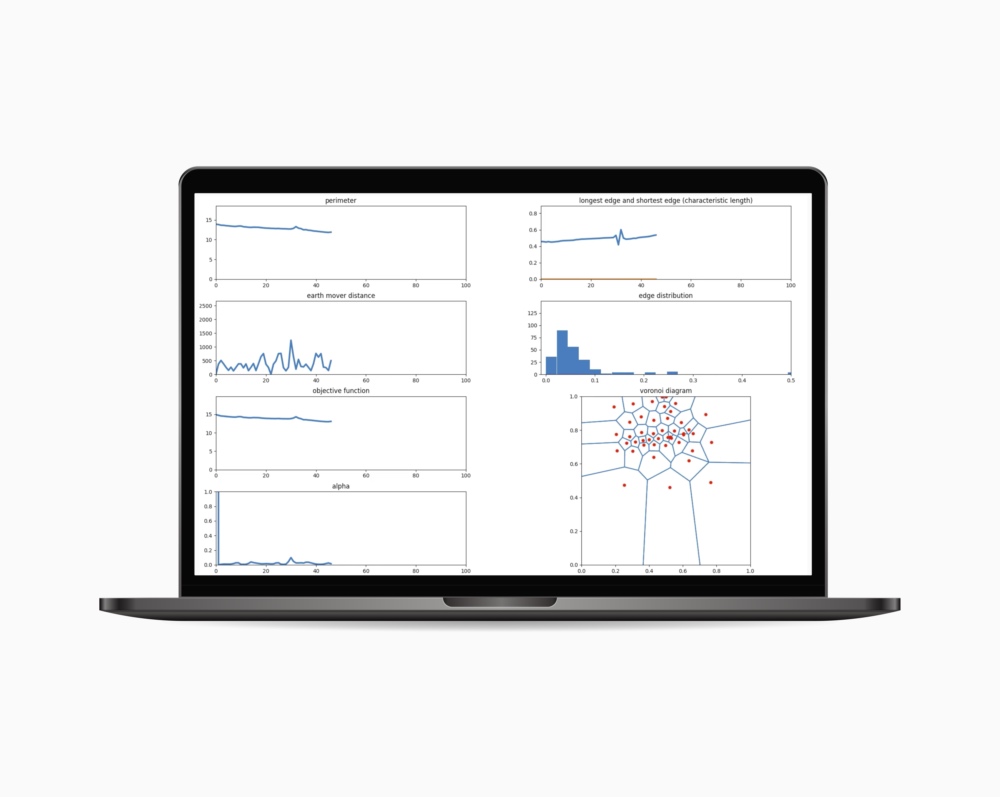 perimeter
15
10
5
0
0 20 40 60 80 100
longest edge and shortest edge (characteristic length)
0.8
0.6
0.4
0.2
0.0
0 20 40 60 80 100
earth mover distance
2500
2000
1500
1000
500
0
edge distribution
125
100
75
50
25
0
0.0 0.1 0.2 0.3 0.4 0.5
objective function
15
10
5
0
0 20 40 60 80 100
alpha
1.0
0.8
0.6
0.4
0.2
0.0
0 20 40 60 80 100
voronoi diagram
1.0
0.8
0.6
0.4
0.2
0.0
0.0 0.2 0.4 0.6 0.8 1.0